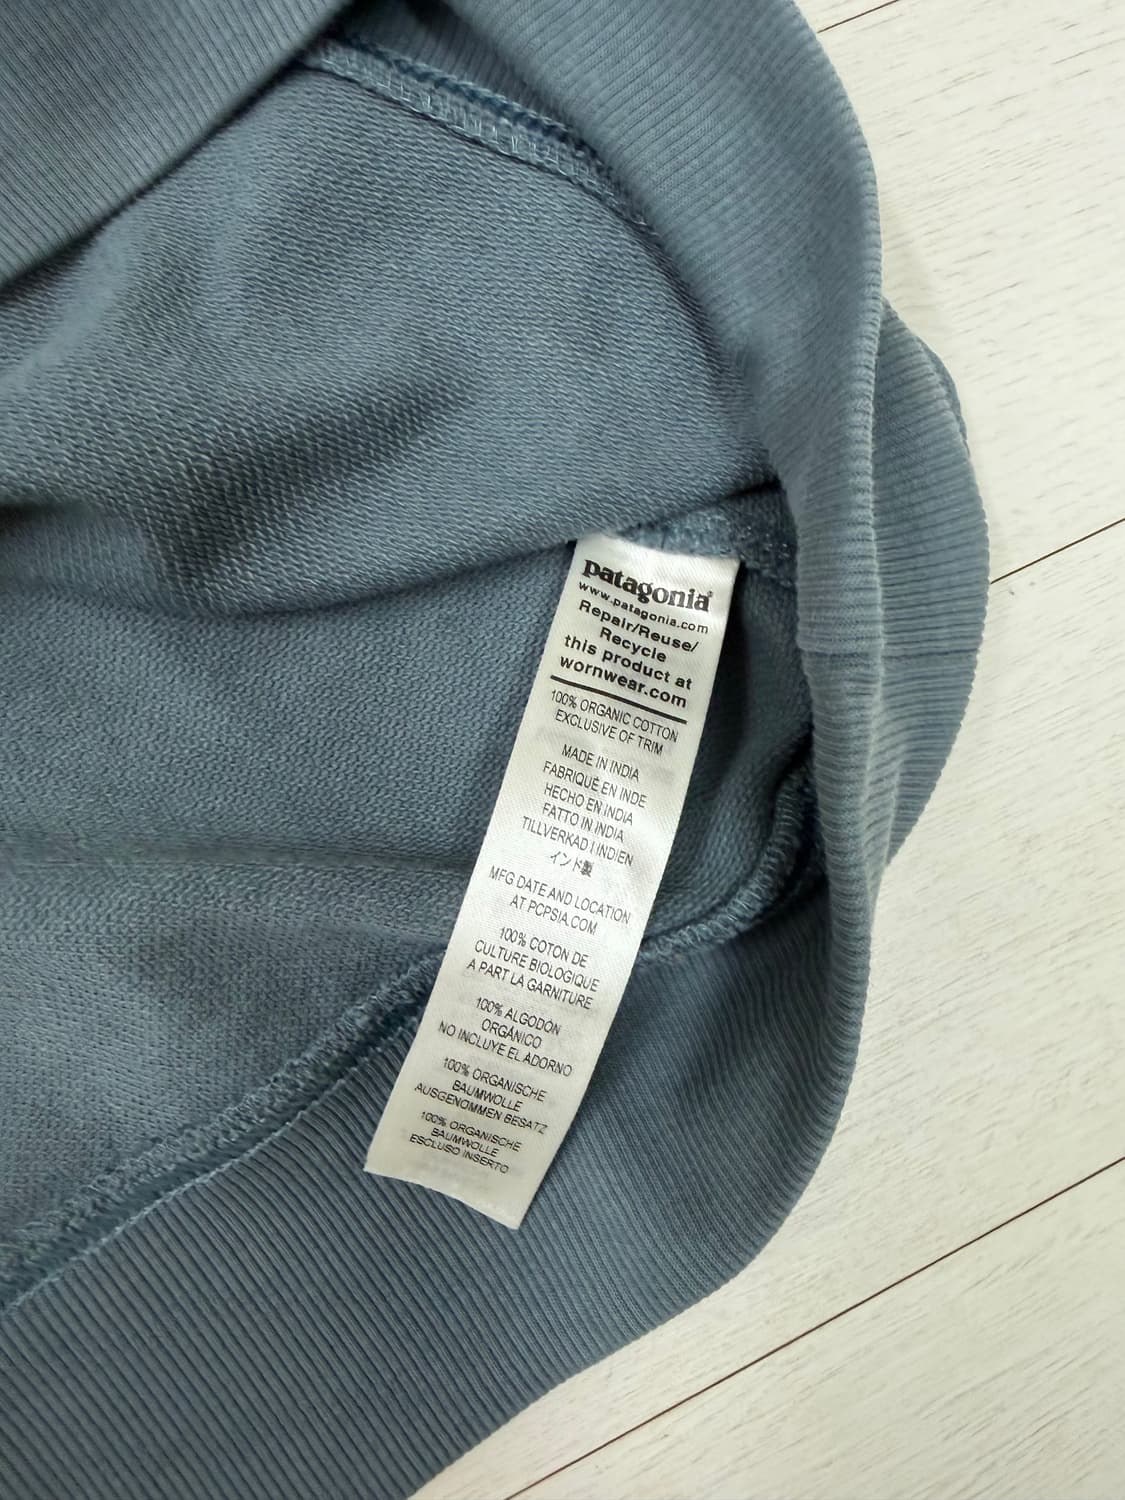 patagonia®
www.patagonia.com
Repair/Reuse/
Recycle
this product at
wornwear.com
100% ORGANIC COTTON
EXCLUSIVE OF TRIM
MADE IN INDIA
FABRIQUÉ EN INDE
HECHO EN INDIA
FATTO IN INDIA
TILLVERKAD I INDIEN
インド製
MFG DATE AND LOCATION
AT PCPSIA.COM
100% COTON DE
CULTURE BIOLOGIQUE
A PART LA GARNITURE
100% ALGODÓN
ORGÁNICO
NO INCLUYE EL ADORNO
100% ORGANISCHE
BAUMWOLLE
AUSGENOMMEN BESATZ
100% ORGANISCHE
BAUMWOLLE
ESCLUSO INSERTO